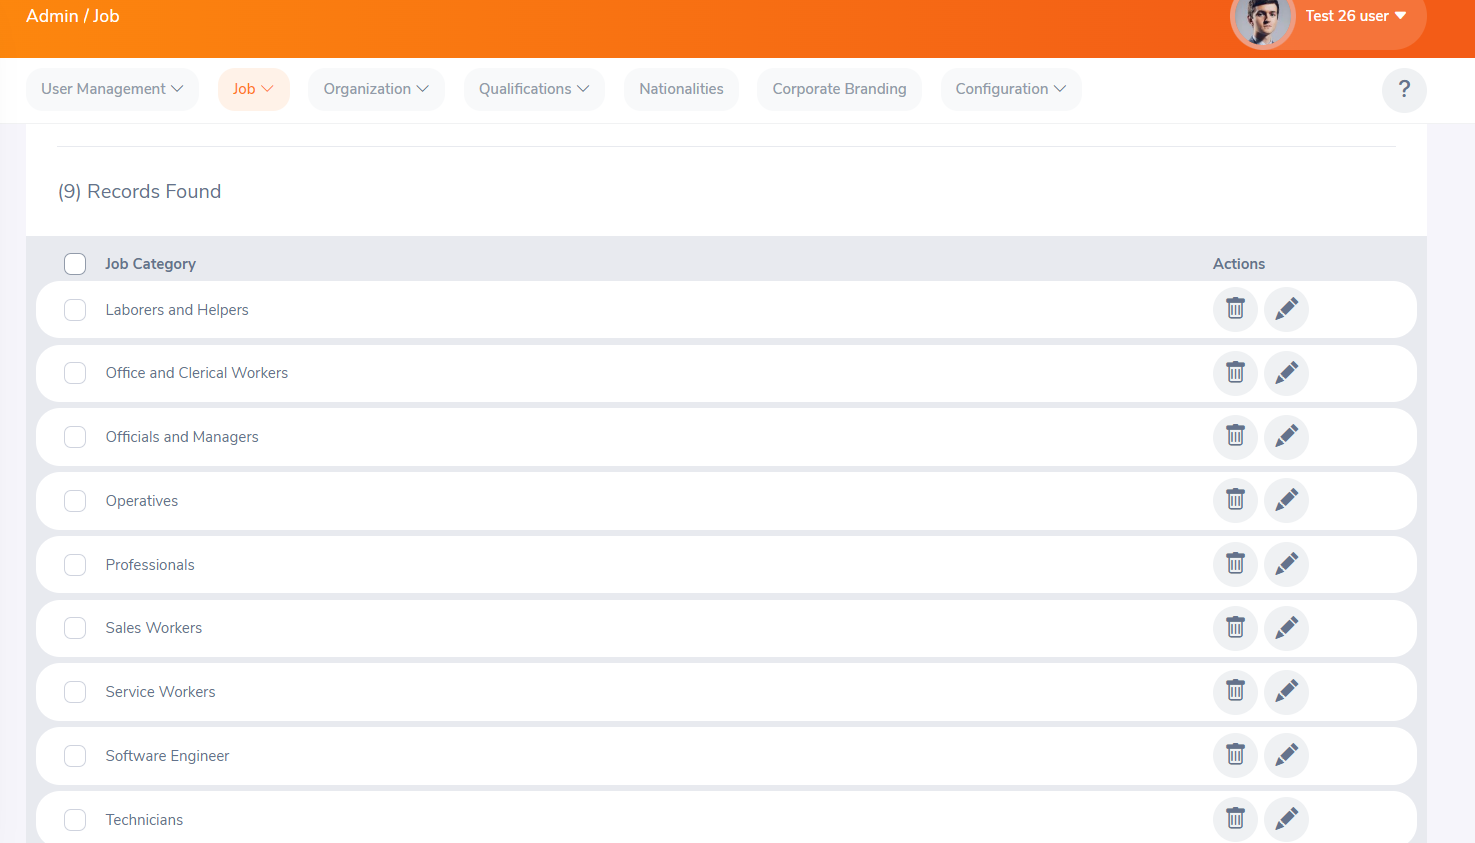 Admin / Job
Test 26 user
User Management Job Organization Qualifications Nationalities Corporate Branding Configuration ?
(9) Records Found
Job Category Actions
Laborers and Helpers
Office and Clerical Workers
Officials and Managers
Operatives
Professionals
Sales Workers
Service Workers
Software Engineer
Technicians